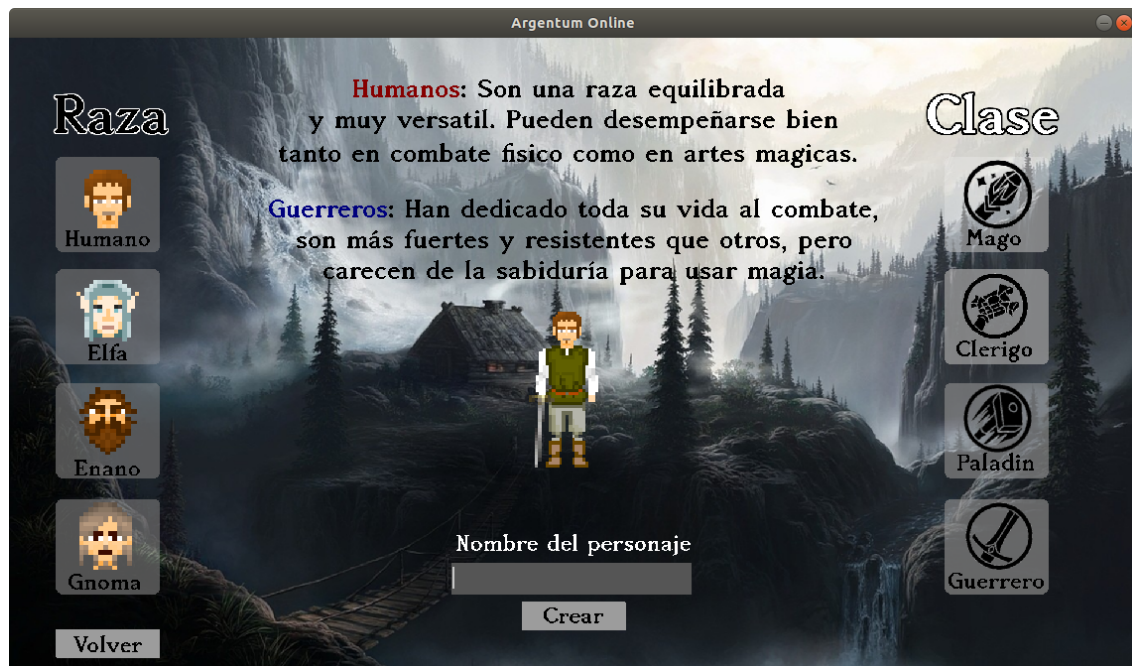 Argentum Online
Raza
Humano
Elfa
Enano
Gnoma
Volver
Humanos: Son una raza equilibrada
y muy versatil. Pueden desempeñarse bien
tanto en combate fisico como en artes magicas.
Guerreros: Han dedicado toda su vida al combate,
son más fuertes y resistentes que otros, pero
carecen de la sabiduría para usar magia.
Nombre del personaje
Crear
Clase
Mago
Clerigo
Paladin
Guerrero